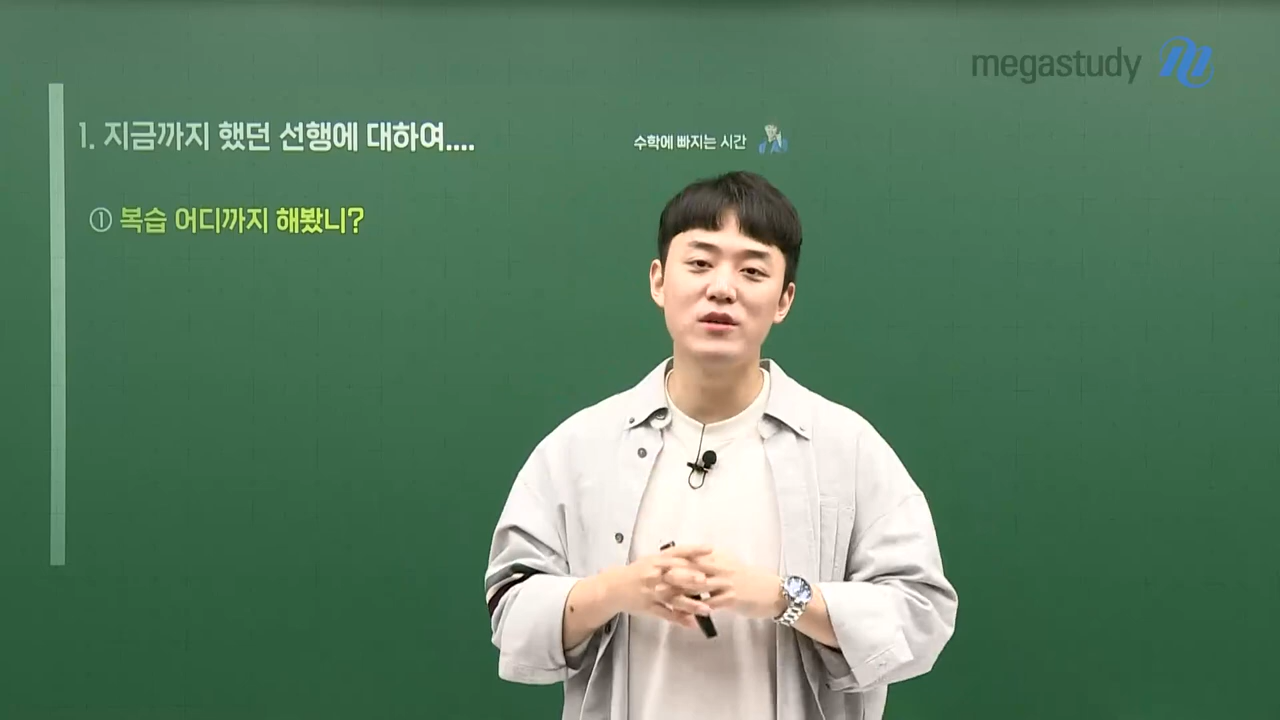 megastudy
1. 지금까지 했던 선행에 대하여....
수학에 빠지는 시간
① 복습 어디까지 해봤니?